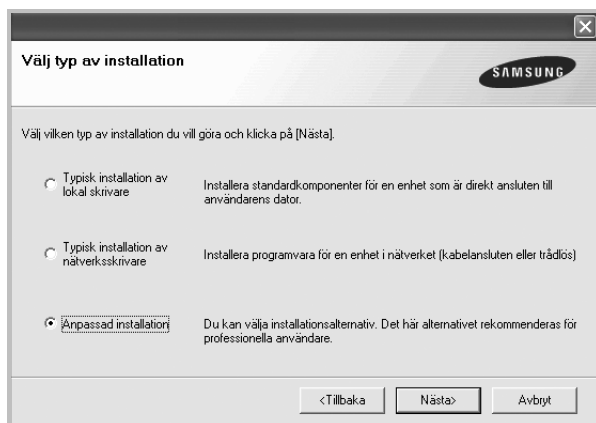 Välj typ av installation
SAMSUNG
Välj vilken typ av installation du vill göra och klicka på [Nästa].
Typisk installation av
lokal skrivare
Installera standardkomponenter för en enhet som är direkt ansluten till
användarens dator.
Typisk installation av
nätverksskrivare
Installera programvara för en enhet i nätverket (kabelansluten eller trådlös)
Anpassad installation
Du kan välja installationsalternativ. Det här alternativet rekommenderas för
professionella användare.
<Tillbaka
Nästa>
Avbryt